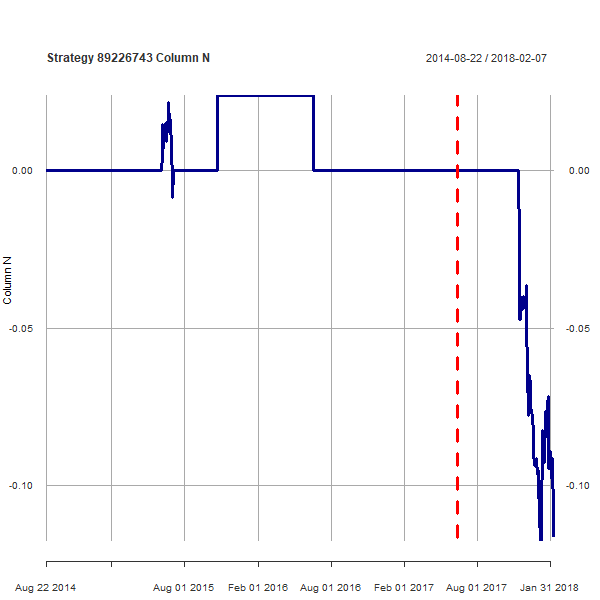 Strategy 89226743 Column N
2014-08-22 / 2018-02-07
0.00
0.00
Column N
-0.05
-0.05
-0.10
-0.10
Aug 22 2014
Aug 01 2015
Feb 01 2016
Aug 01 2016
Feb 01 2017
Aug 01 2017
Jan 31 2018